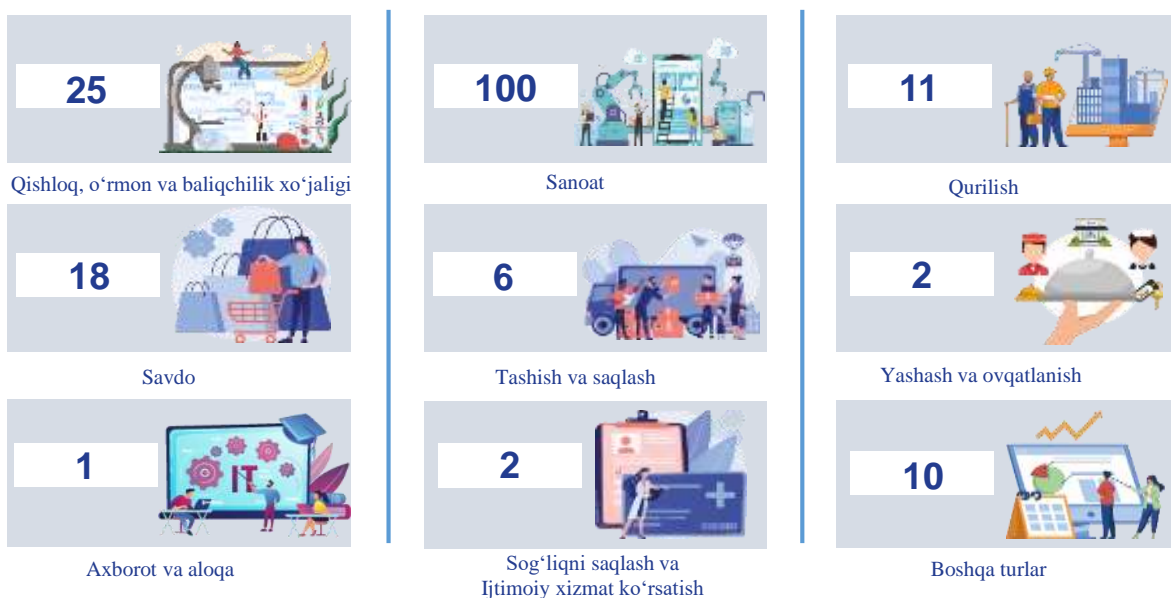 25
100
11
Qishloq, o‘rmon va baliqchilik xo‘jaligi
Sanoat
Qurilish
18
6
2
Savdo
Tashish va saqlash
Yashash va ovqatlanish
1
IT
2
10
Axborot va aloqa
Sog‘liqni saqlash va
Ijtimoiy xizmat ko‘rsatish
Boshqa turlar